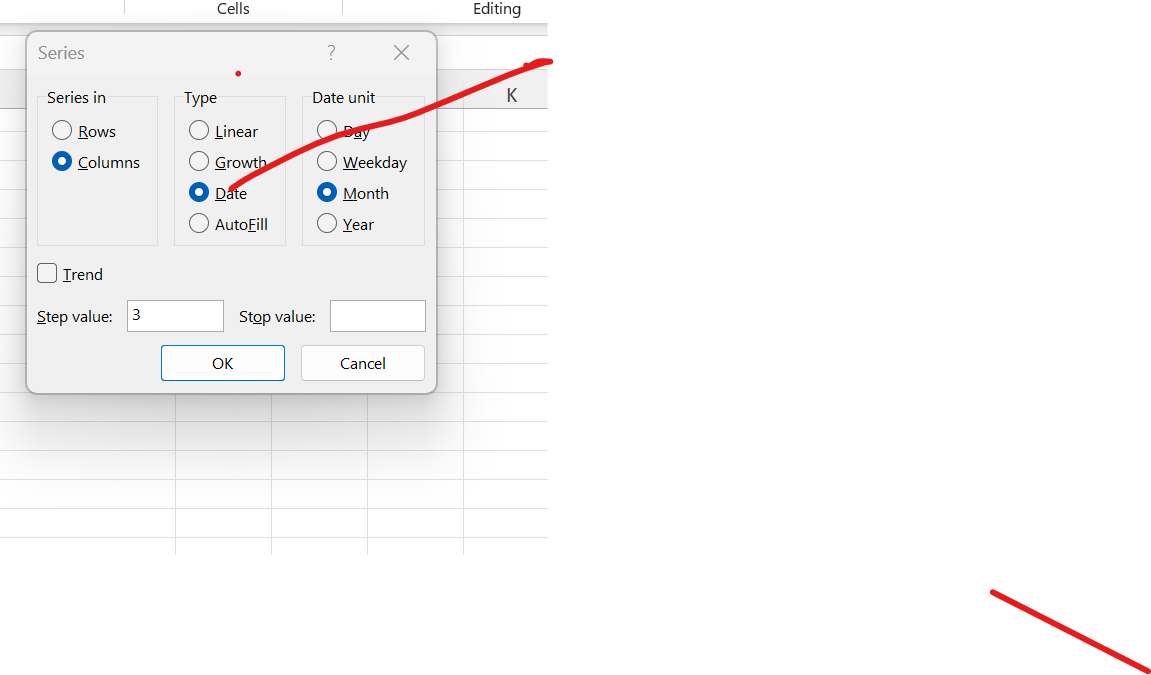 Cells Editing
Series ?
K
Series in Type Date unit
Rows Linear Day
Columns Growth Weekday
Date Month
AutoFill Year
Trend
Step value: 3 Stop value:
OK Cancel